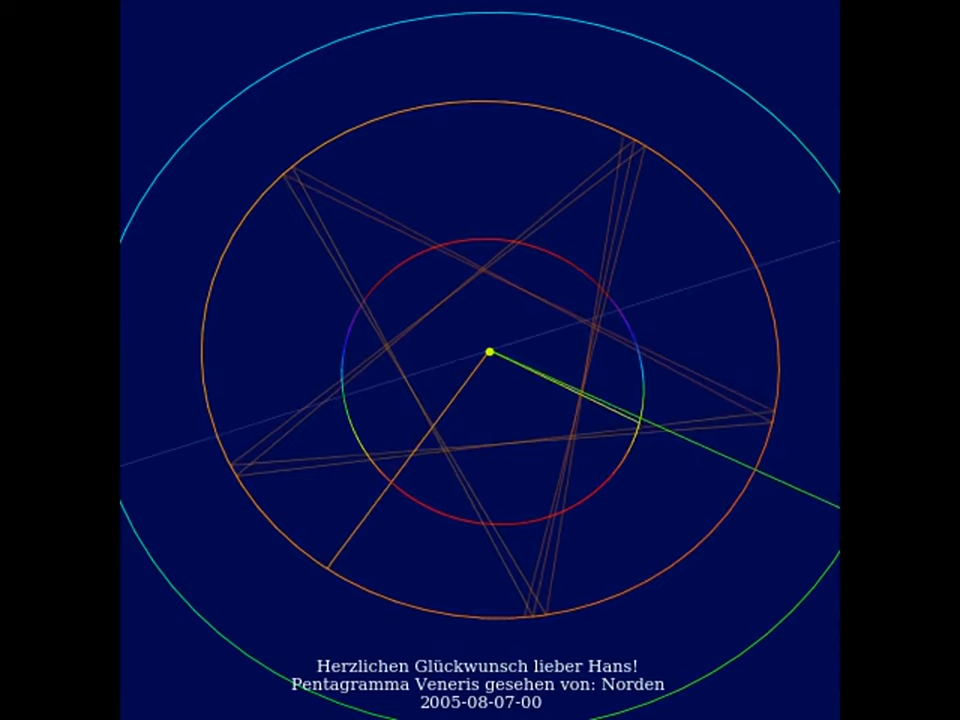 Herzlichen Glückwunsch lieber Hans!
Pentagramma Veneris gesehen von: Norden
2005-08-07-00